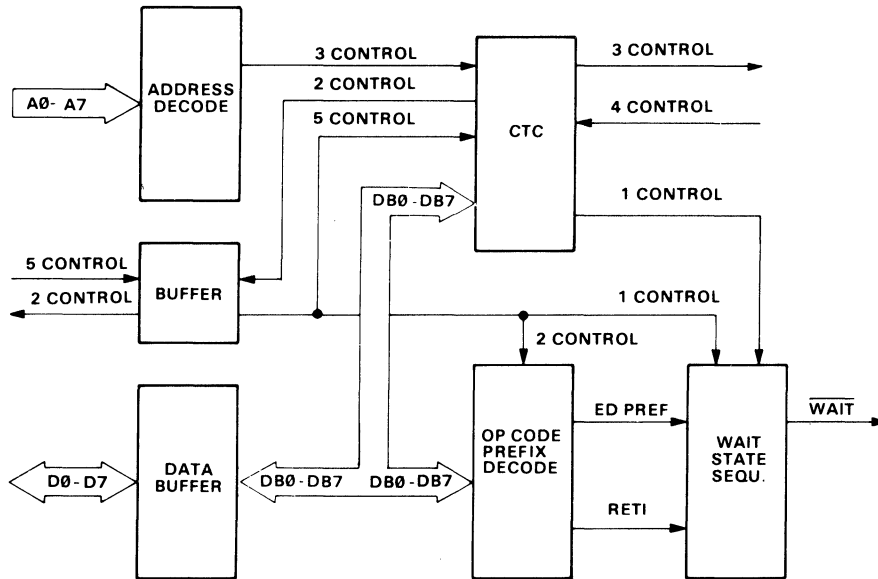 3 CONTROL
3 CONTROL
ADDRESS
DECODE
2 CONTROL
A0- A7
4 CONTROL
5 CONTROL
CTC
DB0-DB7
1 CONTROL
5 CONTROL
BUFFER
2 CONTROL
1 CONTROL
2 CONTROL
ED PREF
WAIT
OP CODE
PREFIX
DECODE
WAIT
STATE
SEQU.
D0-D7
DATA
BUFFER
DB0-DB7
DB0-DB7
RETI